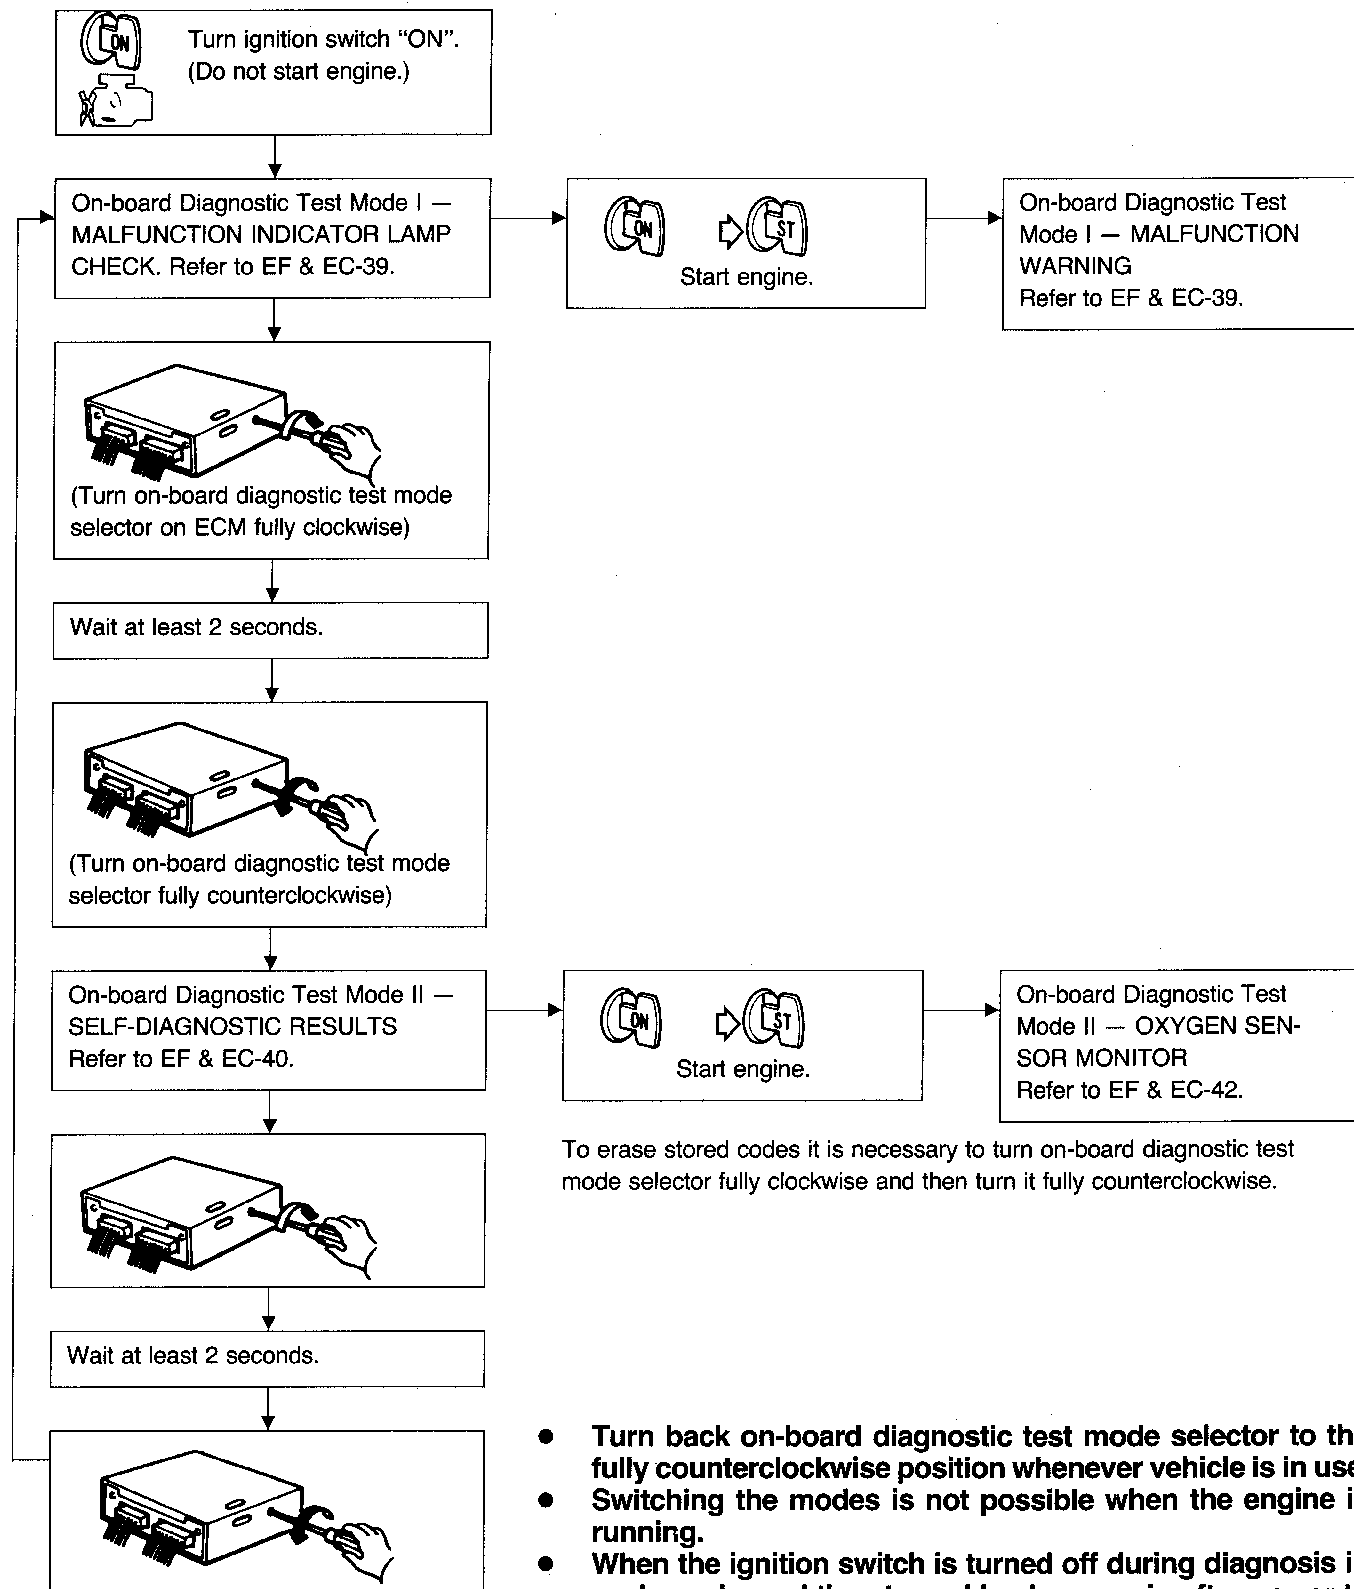 ON
Turn ignition switch “ON”.
(Do not start engine.)
On-board Diagnostic Test Mode I —
MALFUNCTION INDICATOR LAMP
CHECK. Refer to EF & EC-39.
ON
ST
Start engine.
On-board Diagnostic Test
Mode I — MALFUNCTION
WARNING
Refer to EF & EC-39.
(Turn on-board diagnostic test mode
selector on ECM fully clockwise)
Wait at least 2 seconds.
(Turn on-board diagnostic test mode
selector fully counterclockwise)
On-board Diagnostic Test Mode II —
SELF-DIAGNOSTIC RESULTS
Refer to EF & EC-40.
ON
ST
Start engine.
On-board Diagnostic Test
Mode II — OXYGEN SEN-
SOR MONITOR
Refer to EF & EC-42.
To erase stored codes it is necessary to turn on-board diagnostic test
mode selector fully clockwise and then turn it fully counterclockwise.
Wait at least 2 seconds.
● Turn back on-board diagnostic test mode selector to th
fully counterclockwise position whenever vehicle is in use
● Switching the modes is not possible when the engine i
running.
● When the ignition switch is turned off during diagnosis i